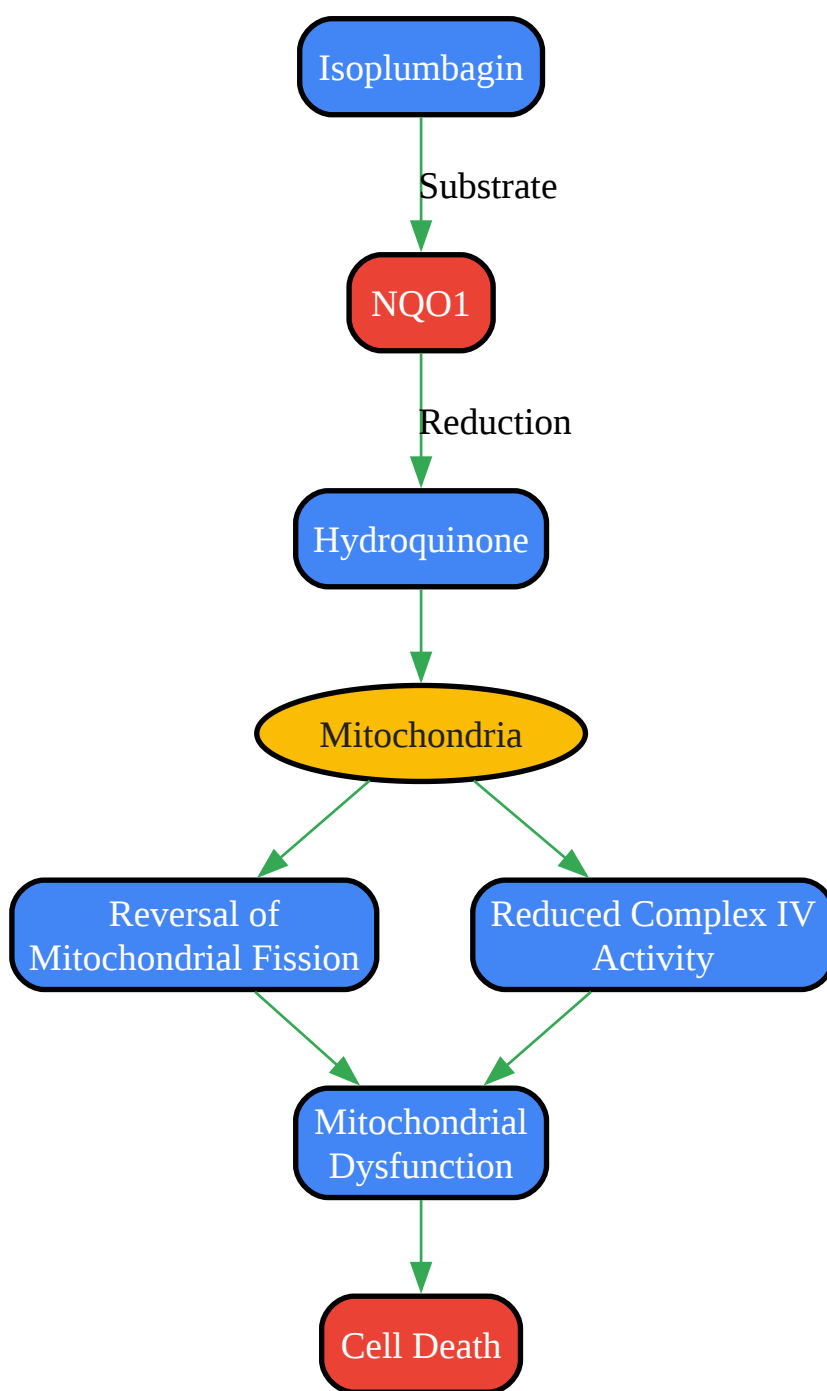 Isoplumbagin
Substrate
NQO1
Reduction
Hydroquinone
Mitochondria
Reversal of
Mitochondrial Fission
Reduced Complex IV
Activity
Mitochondrial
Dysfunction
Cell Death